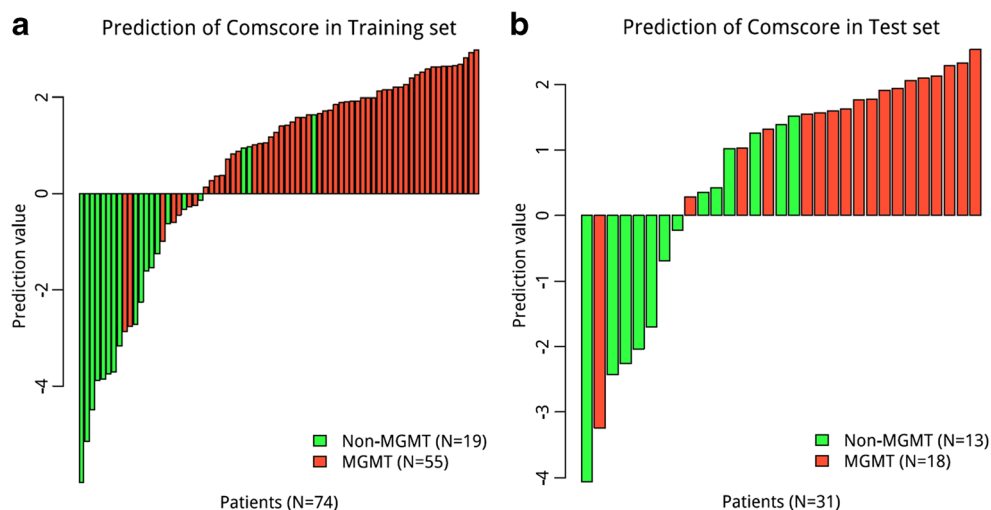 a
Prediction of Comscore in Training set
Prediction value
2
0
-2
-4
Non-MGMT (N=19)
MGMT (N=55)
Patients (N=74)
b
Prediction of Comscore in Test set
Prediction value
2
1
0
-1
-2
-3
-4
Non-MGMT (N=13)
MGMT (N=18)
Patients (N=31)